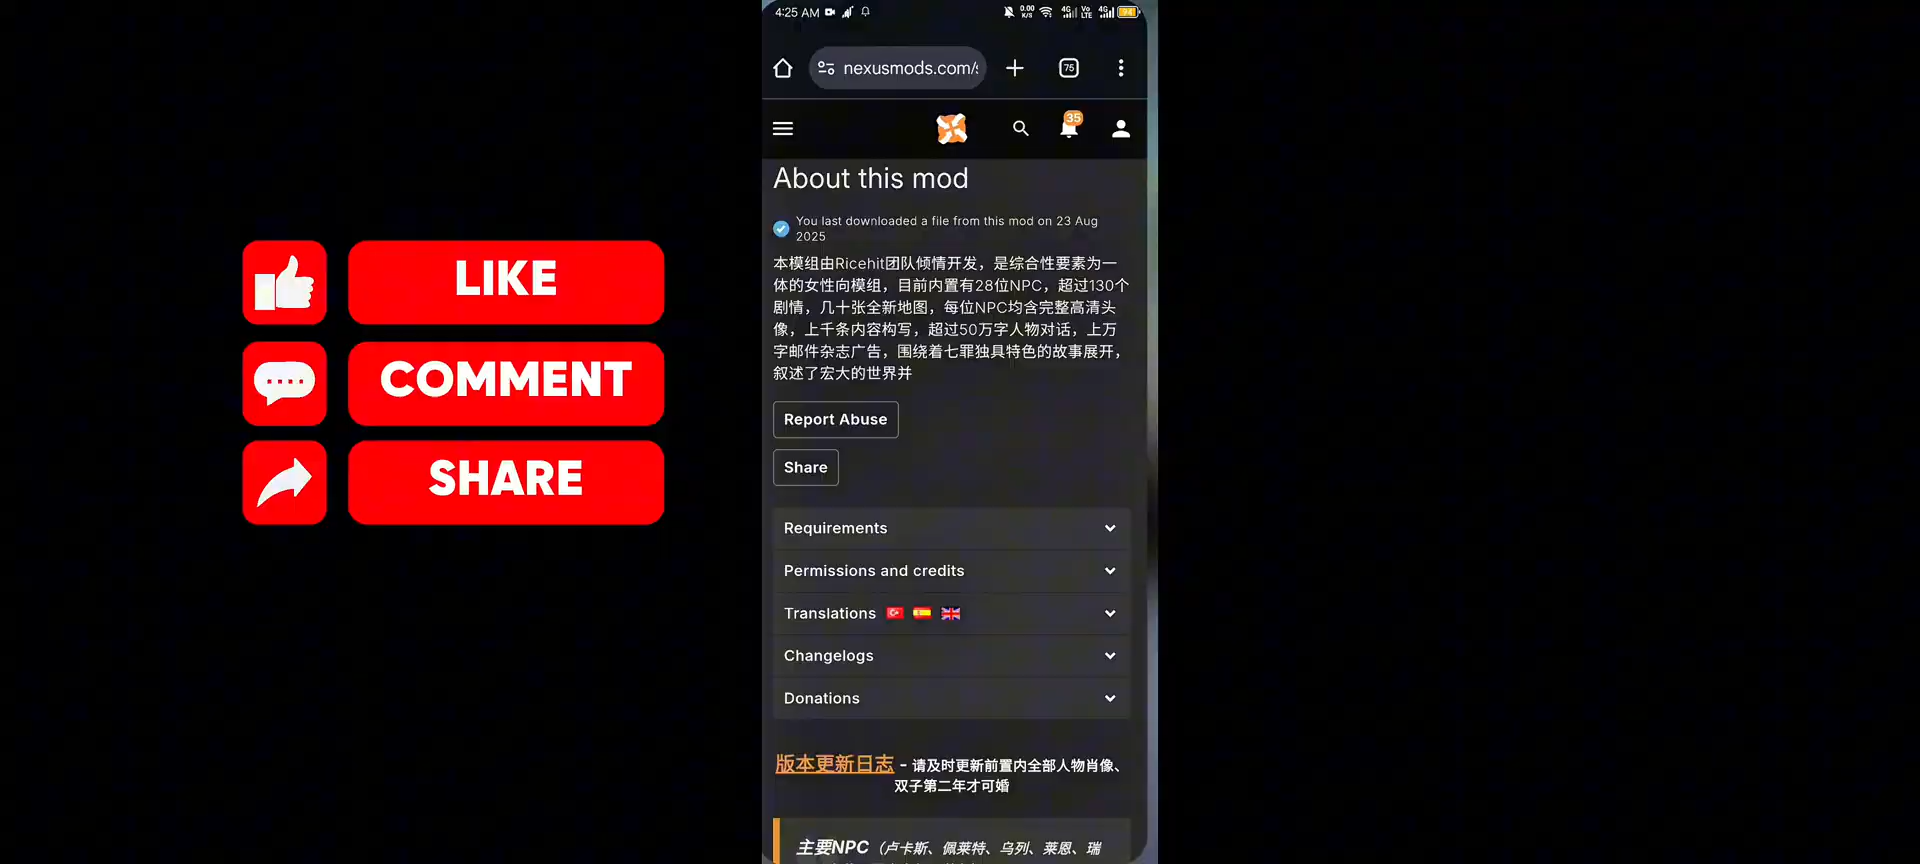 4:25 AM
0.00
K/S
4G
Vo
LTE
4G
nexusmods.com/s
75
35
About this mod
You last downloaded a file from this mod on 23 Aug
2025
本模组由Ricehit团队倾情开发，是综合性要素为一
体的女性向模组，目前内置有28位NPC，超过130个
剧情，几十张全新地图，每位NPC均含完整高清头
像，上千条内容构写，超过50万字人物对话，上万
字邮件杂志广告，围绕着七罪独具特色的故事展开，
叙述了宏大的世界并
Report Abuse
Share
Requirements
Permissions and credits
Translations
Changelogs
Donations
版本更新日志 - 请及时更新前置内全部人物肖像、
双子第二年才可婚
主要NPC（卢卡斯、佩莱特、乌列、莱恩、瑞
LIKE
COMMENT
SHARE